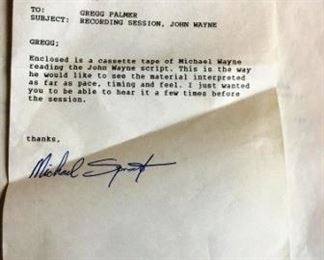 TO: GREGG PALMER
SUBJECT: RECORDING SESSION, JOHN WAYNE
GREGG;
Enclosed is a cassette tape of Michael Wayne
reading the John Wayne script. This is the way
he would like to see the material interpreted
as far as pace, timing and feel. I just wanted
you to be able to hear it a few times before
the session.
thanks,
Michael